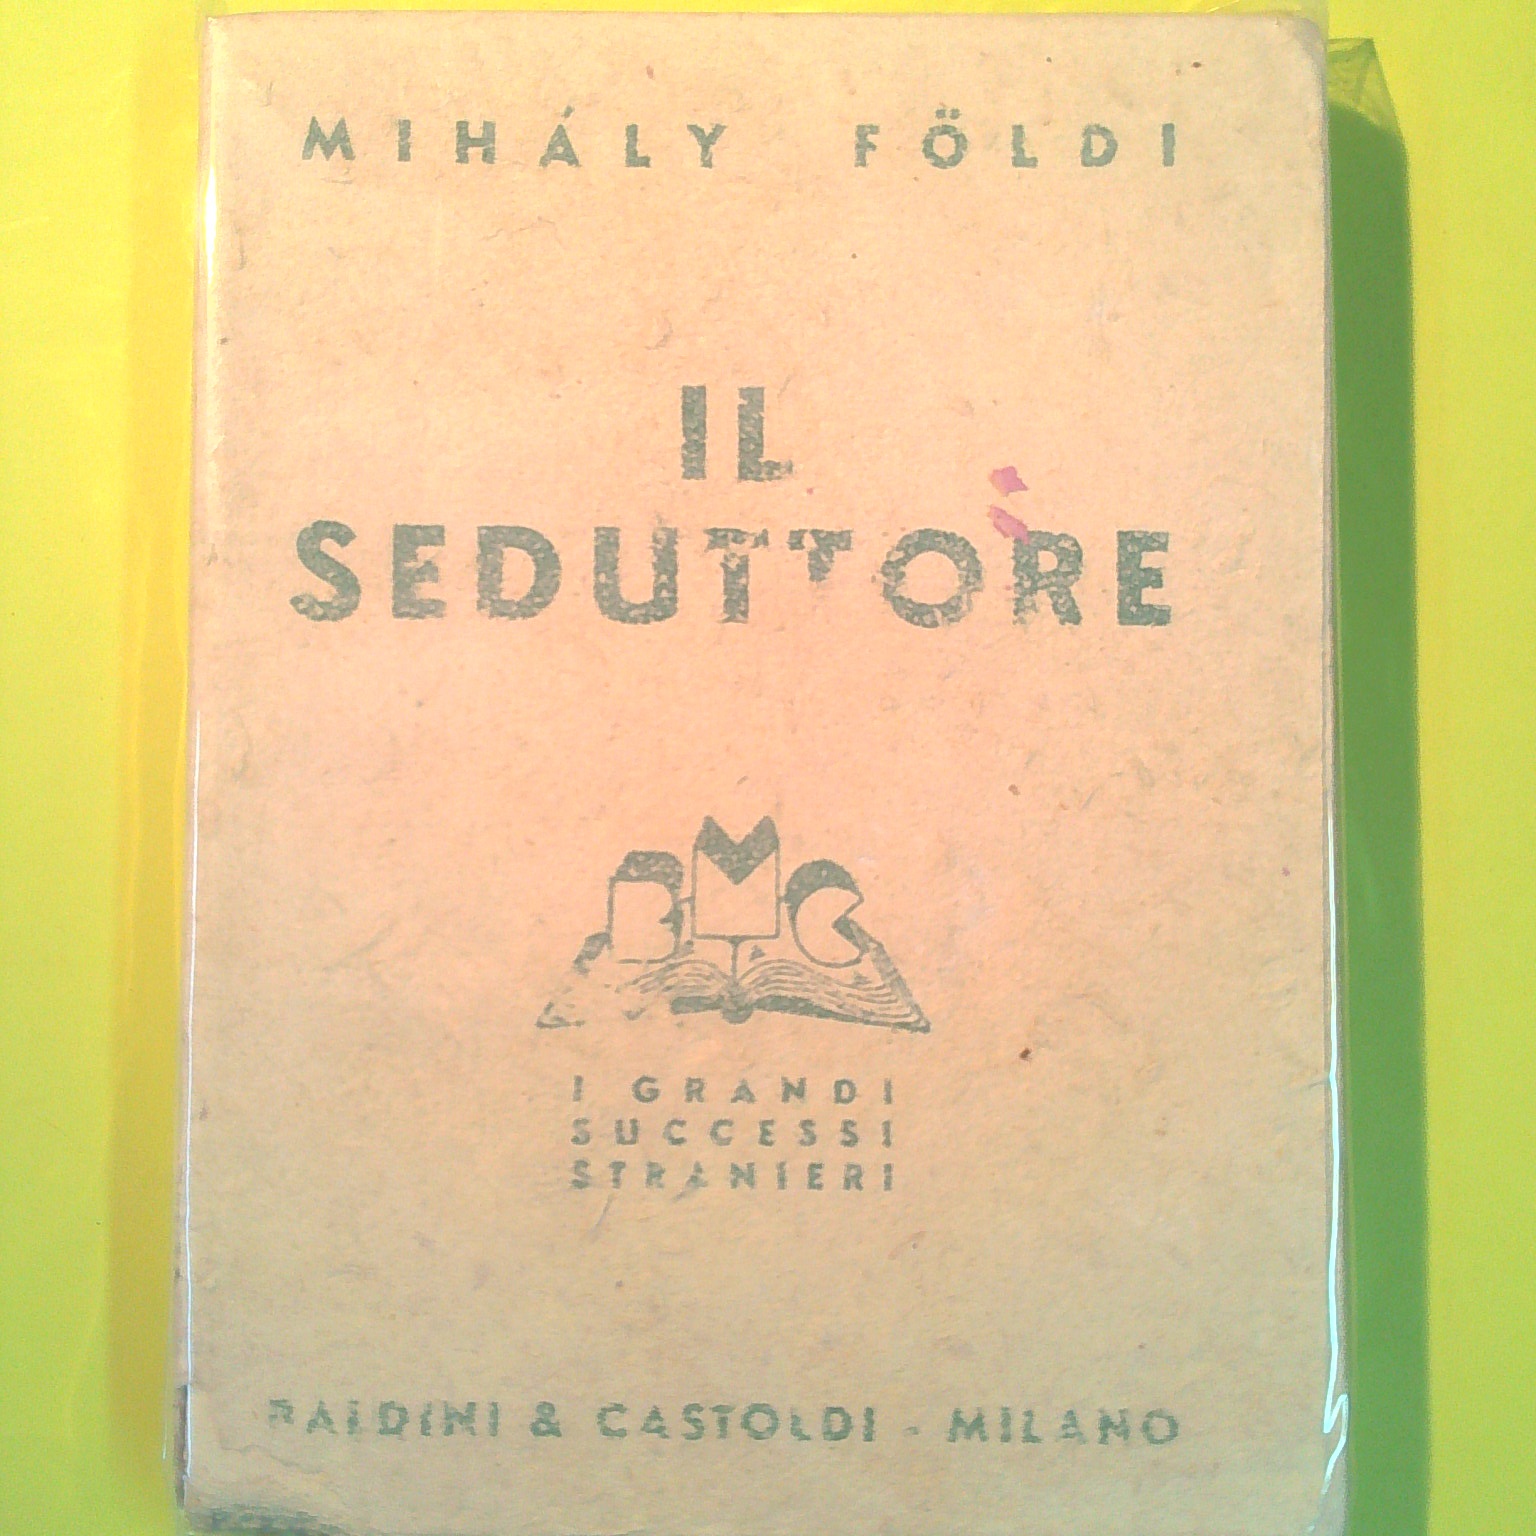 MIHÁLY FÖLDI
IL
SEDUTTORE
BMC
I GRANDI
SUCCESSI
STRANIERI
BALDINI & CASTOLDI - MILANO